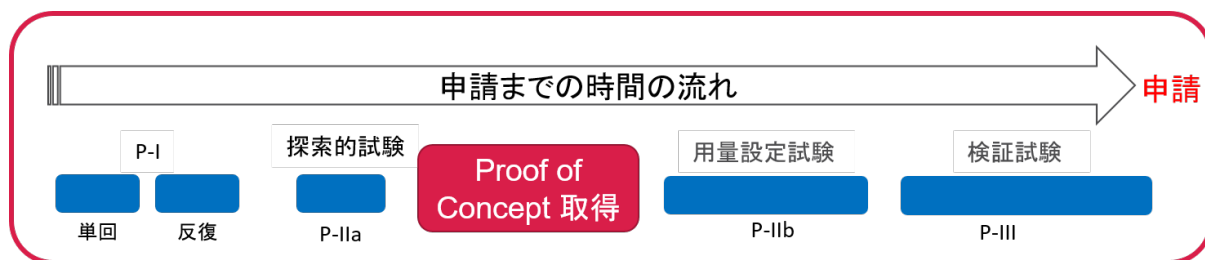 申請までの時間の流れ
申請
P-I
探索的試験
Proof of
Concept 取得
用量設定試験
検証試験
単回
反復
P-IIa
P-IIb
P-III